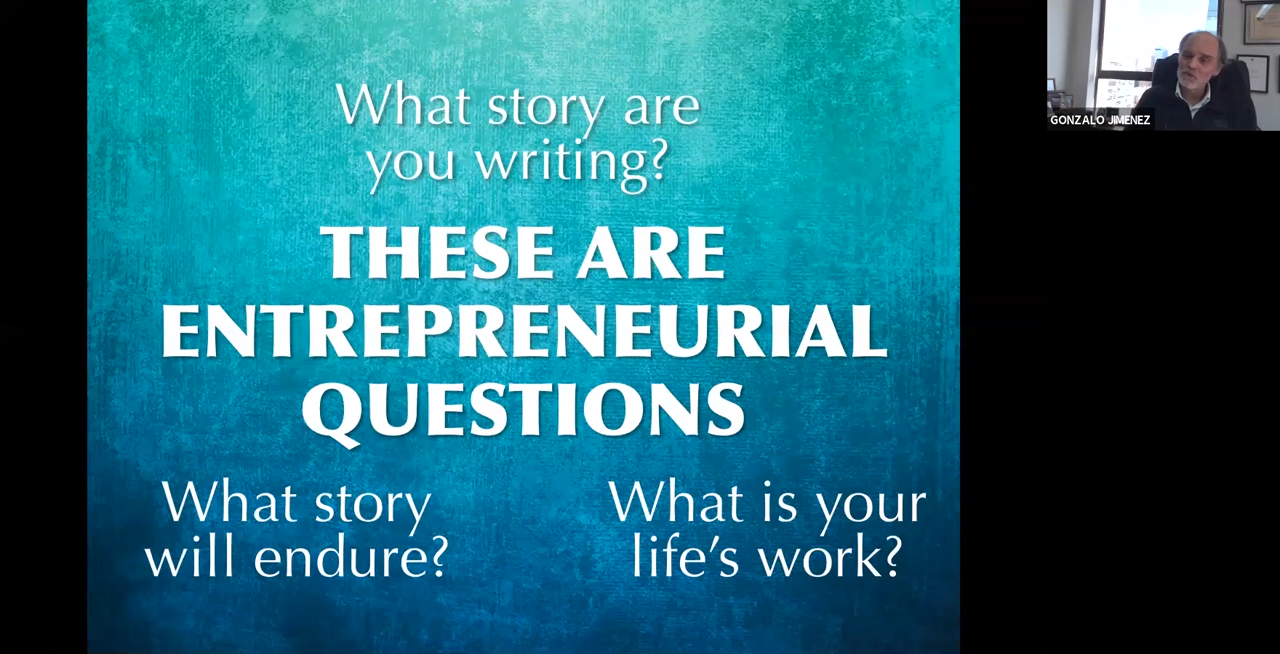 What story are
you writing?
THESE ARE
ENTREPRENEURIAL
QUESTIONS
What story
will endure?
What is your
life’s work?
GONZALO JIMENEZ